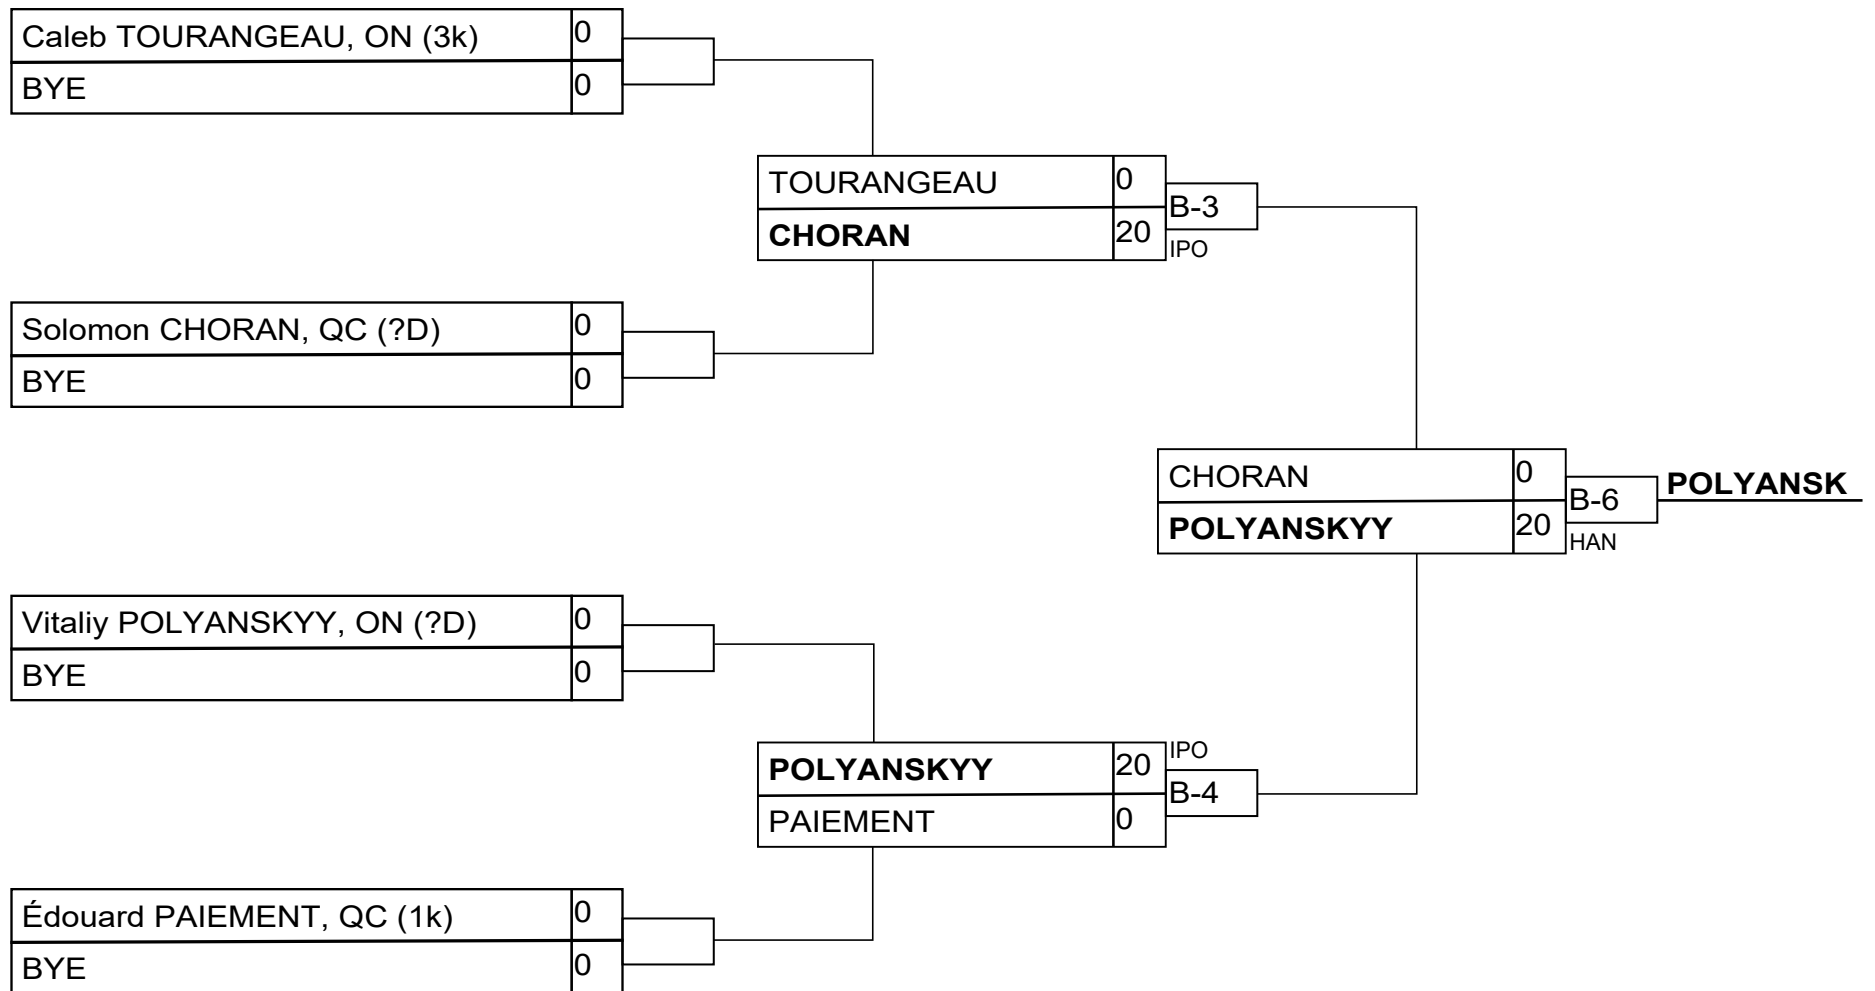 Caleb TOURANGEAU, ON (3k) 0
BYE 0
TOURANGEAU 0
CHORAN 20
B-3
IPO
Solomon CHORAN, QC (?D) 0
BYE 0
CHORAN 0
POLYANSKYY 20
B-6
HAN
POLYANSK
Vitaliy POLYANSKYY, ON (?D) 0
BYE 0
IPO
POLYANSKYY 20
PAIEMENT 0
B-4
Édouard PAIEMENT, QC (1k) 0
BYE 0